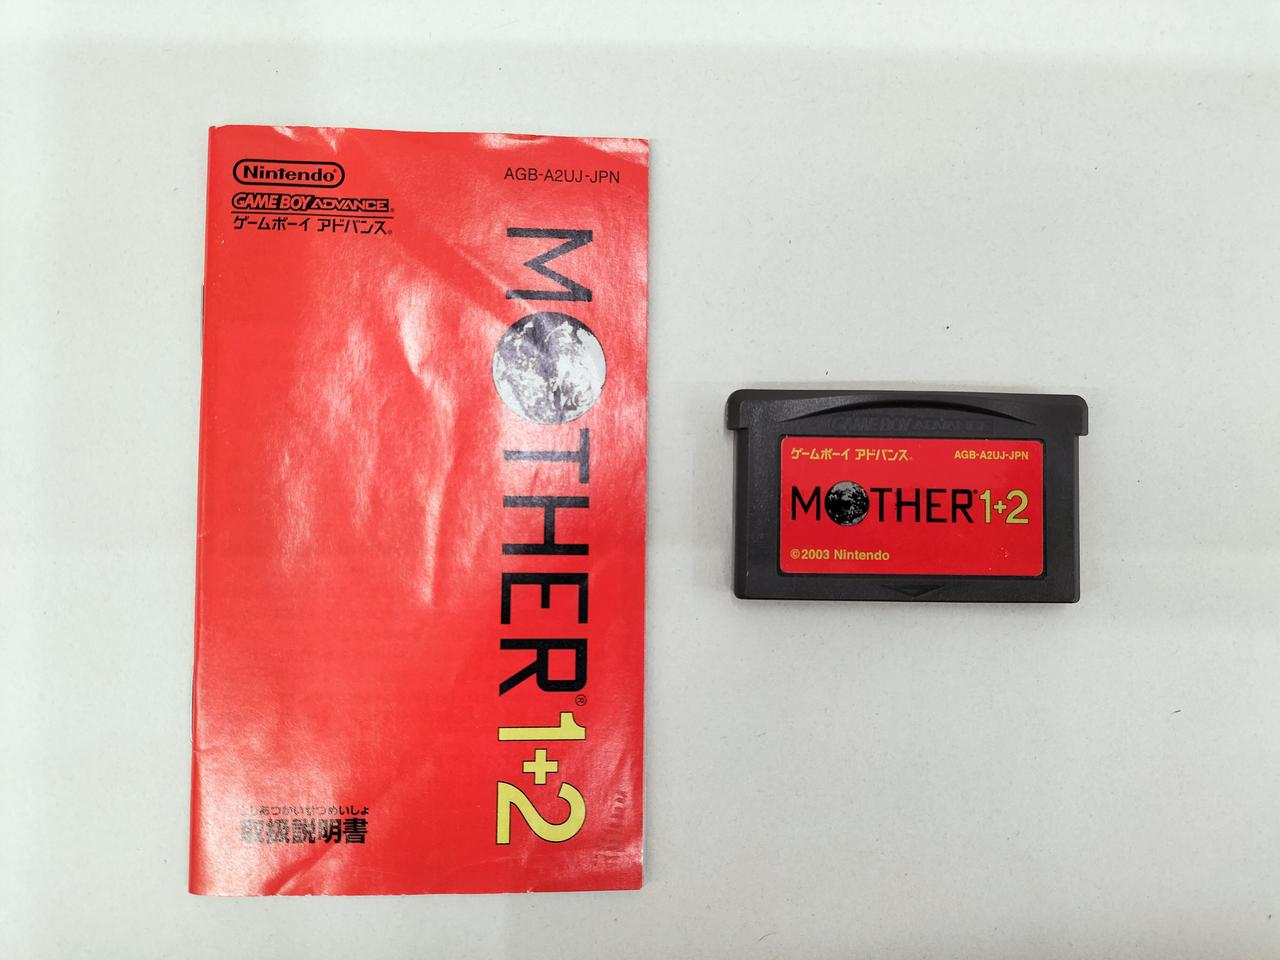 Nintendo®
AGB-A2UJ-JPN
GAME BOY ADVANCE®
ゲームボーイ アドバンス®
MOTHER®1+2
とりあつかいせつめいしょ
取扱説明書
GAME BOY ADVANCE
ゲームボーイ アドバンス®
AGB-A2UJ-JPN
MOTHER®1+2
©2003 Nintendo